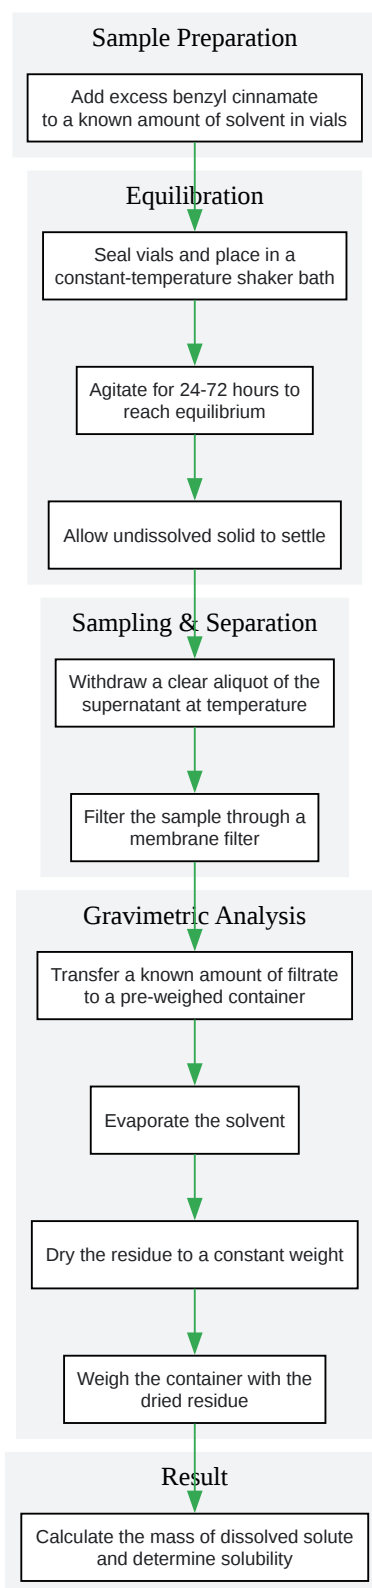 Sample Preparation
Add excess benzyl cinnamate
to a known amount of solvent in vials
Equilibration
Seal vials and place in a
constant-temperature shaker bath
Agitate for 24-72 hours to
reach equilibrium
Allow undissolved solid to settle
Sampling & Separation
Withdraw a clear aliquot of the
supernatant at temperature
Filter the sample through a
membrane filter
Gravimetric Analysis
Transfer a known amount of filtrate
to a pre-weighed container
Evaporate the solvent
Dry the residue to a constant weight
Weigh the container with the
dried residue
Result
Calculate the mass of dissolved solute
and determine solubility